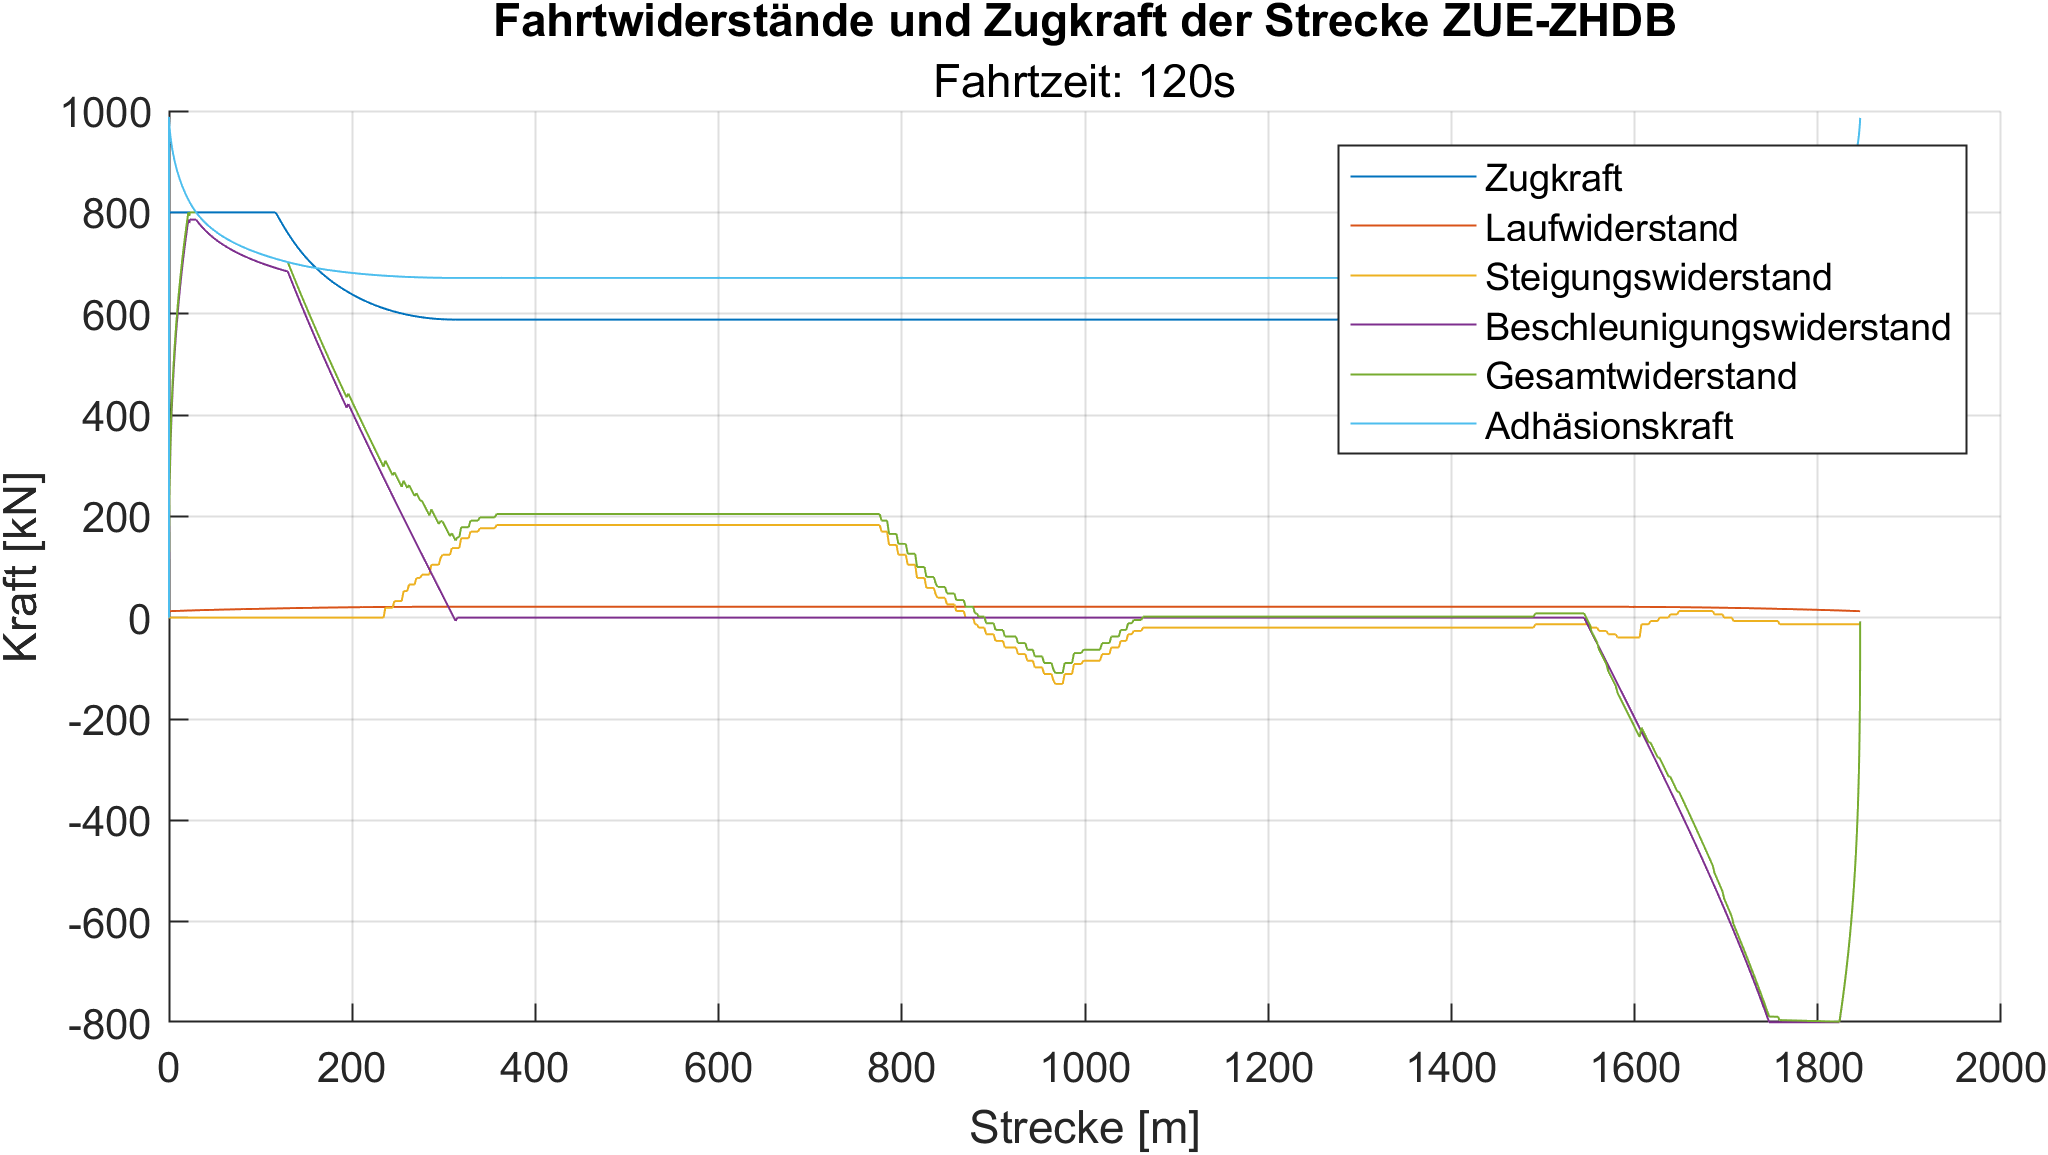 Fahrtwiderstände und Zugkraft der Strecke ZUE-ZHDB
Fahrtzeit: 120s
1000
800
600
400
200
0
-200
-400
-600
-800
Kraft [kN]
Zugkraft
Laufwiderstand
Steigungswiderstand
Beschleunigungswiderstand
Gesamtwiderstand
Adhäsionskraft
0 200 400 600 800 1000 1200 1400 1600 1800 2000
Strecke [m]